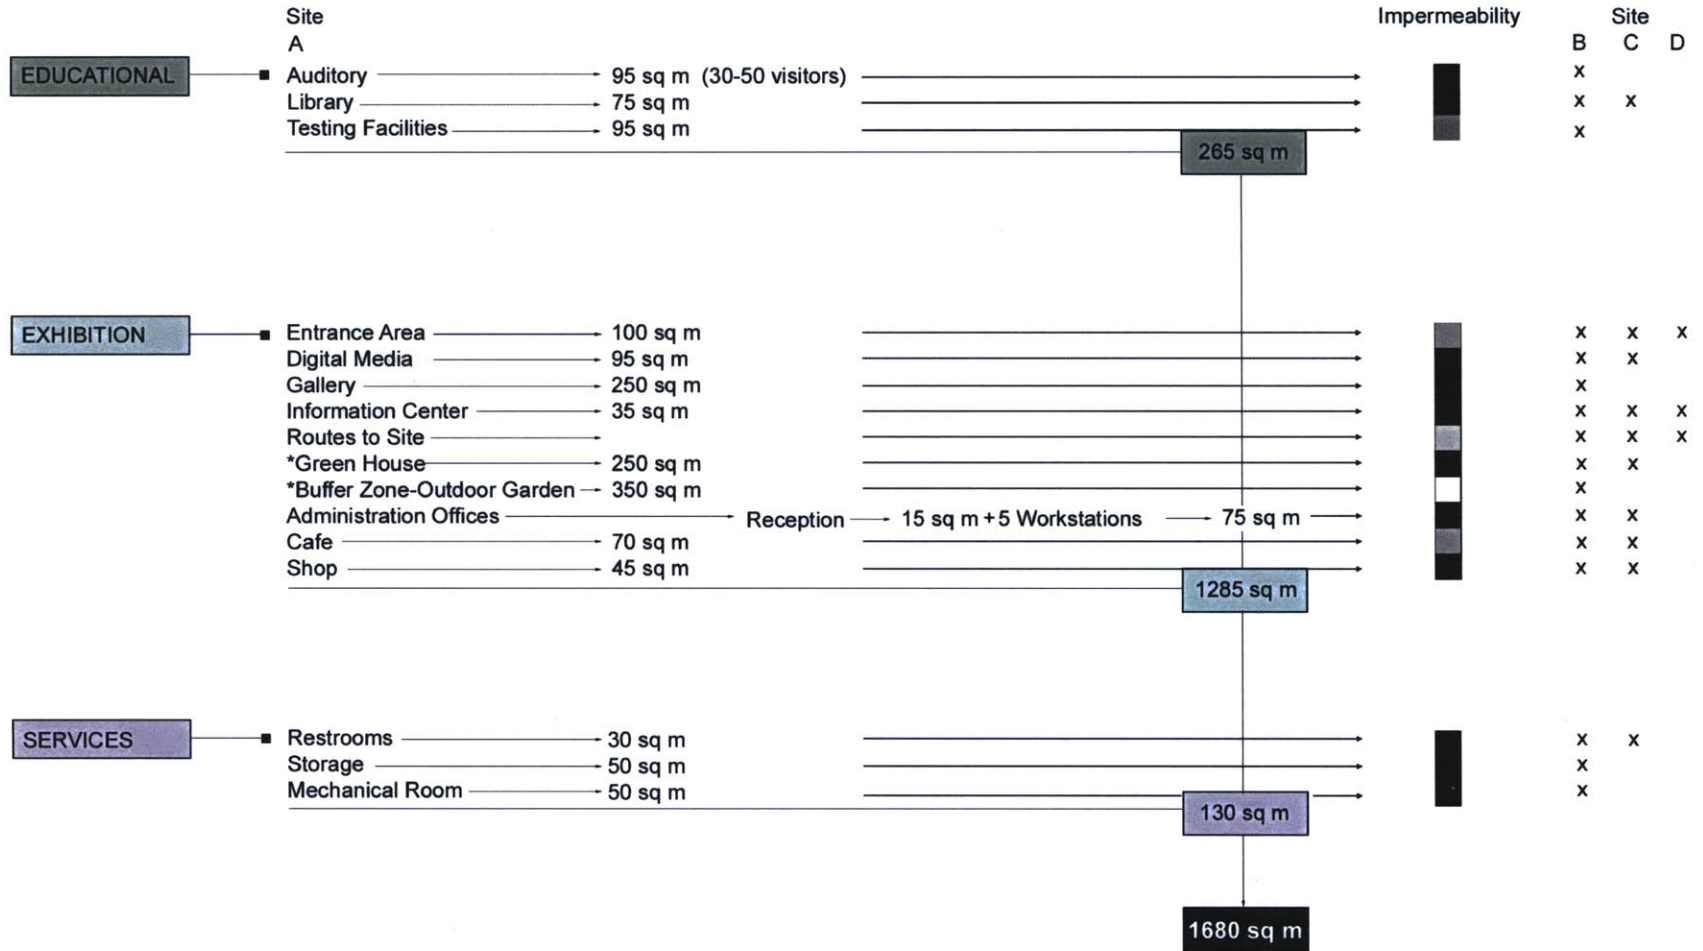 Site Impermeability Site
A B C D
EDUCATIONAL Auditory 95 sq m (30-50 visitors) x
Library 75 sq m x x
Testing Facilities 95 sq m x
265 sq m
EXHIBITION Entrance Area 100 sq m x x x
Digital Media 95 sq m x x
Gallery 250 sq m x
Information Center 35 sq m x x x
Routes to Site x x x
*Green House 250 sq m x x
*Buffer Zone-Outdoor Garden 350 sq m x
Administration Offices Reception 15 sq m + 5 Workstations 75 sq m x x
Cafe 70 sq m x x
Shop 45 sq m x x
1285 sq m
SERVICES Restrooms 30 sq m x x
Storage 50 sq m x
Mechanical Room 50 sq m x
130 sq m
1680 sq m